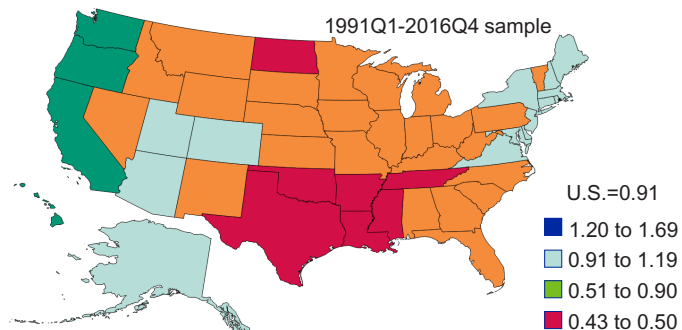 1991Q1-2016Q4 sample
U.S.=0.91
1.20 to 1.69
0.91 to 1.19
0.51 to 0.90
0.43 to 0.50